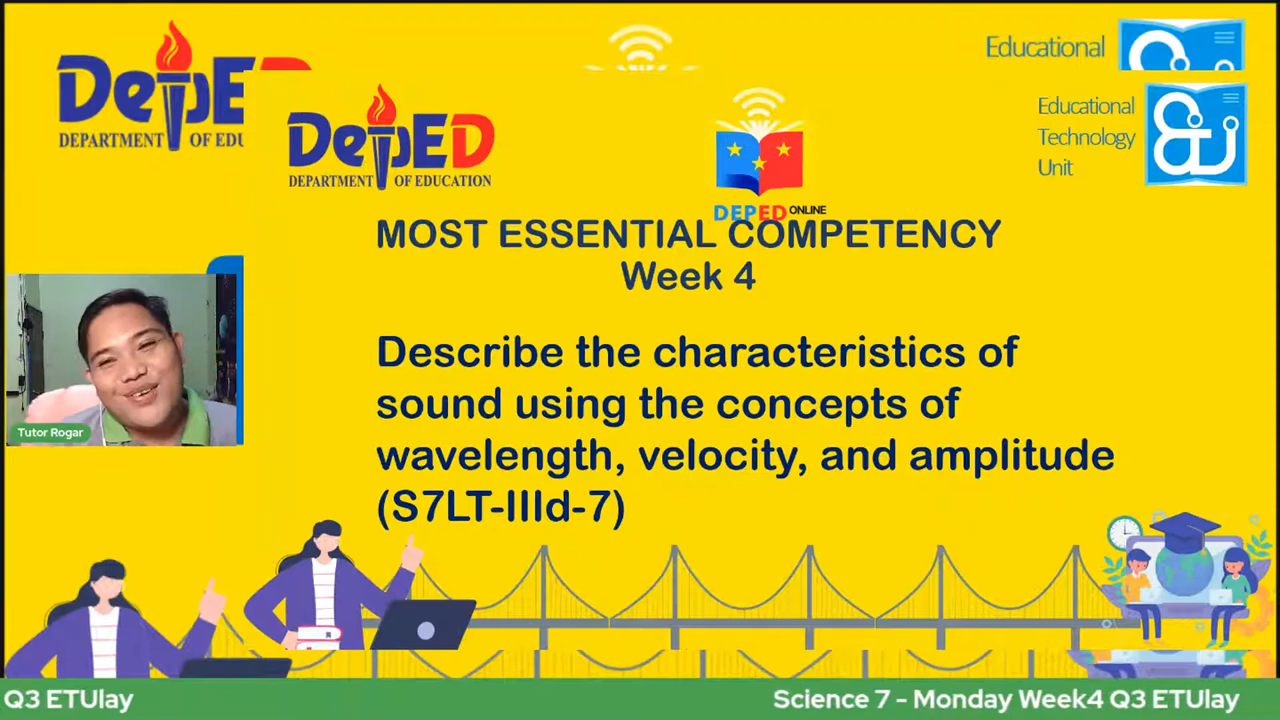 DepE
DEPARTMENT OF EDU
Educational
DepED
DEPARTMENT OF EDUCATION
DEPED ONLINE
Educational
Technology
Unit
MOST ESSENTIAL COMPETENCY
Week 4
Describe the characteristics of
sound using the concepts of
wavelength, velocity, and amplitude
(S7LT-IIId-7)
Tutor Rogar
Q3 ETUlay
Science 7 - Monday Week4 Q3 ETUlay